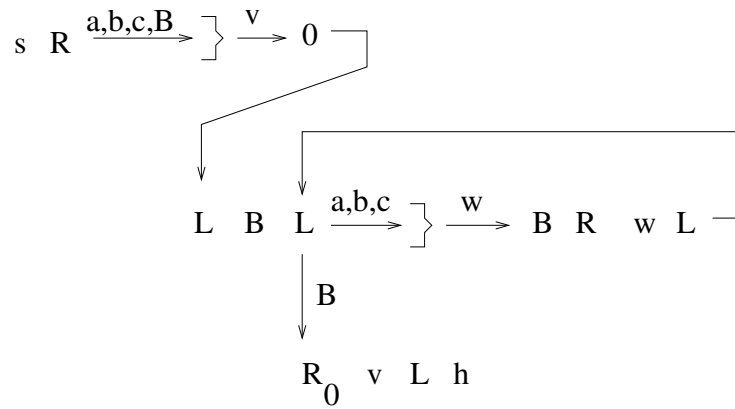 s R a,b,c,B } v 0
L B L a,b,c } w B R w L
B
R0 v L h